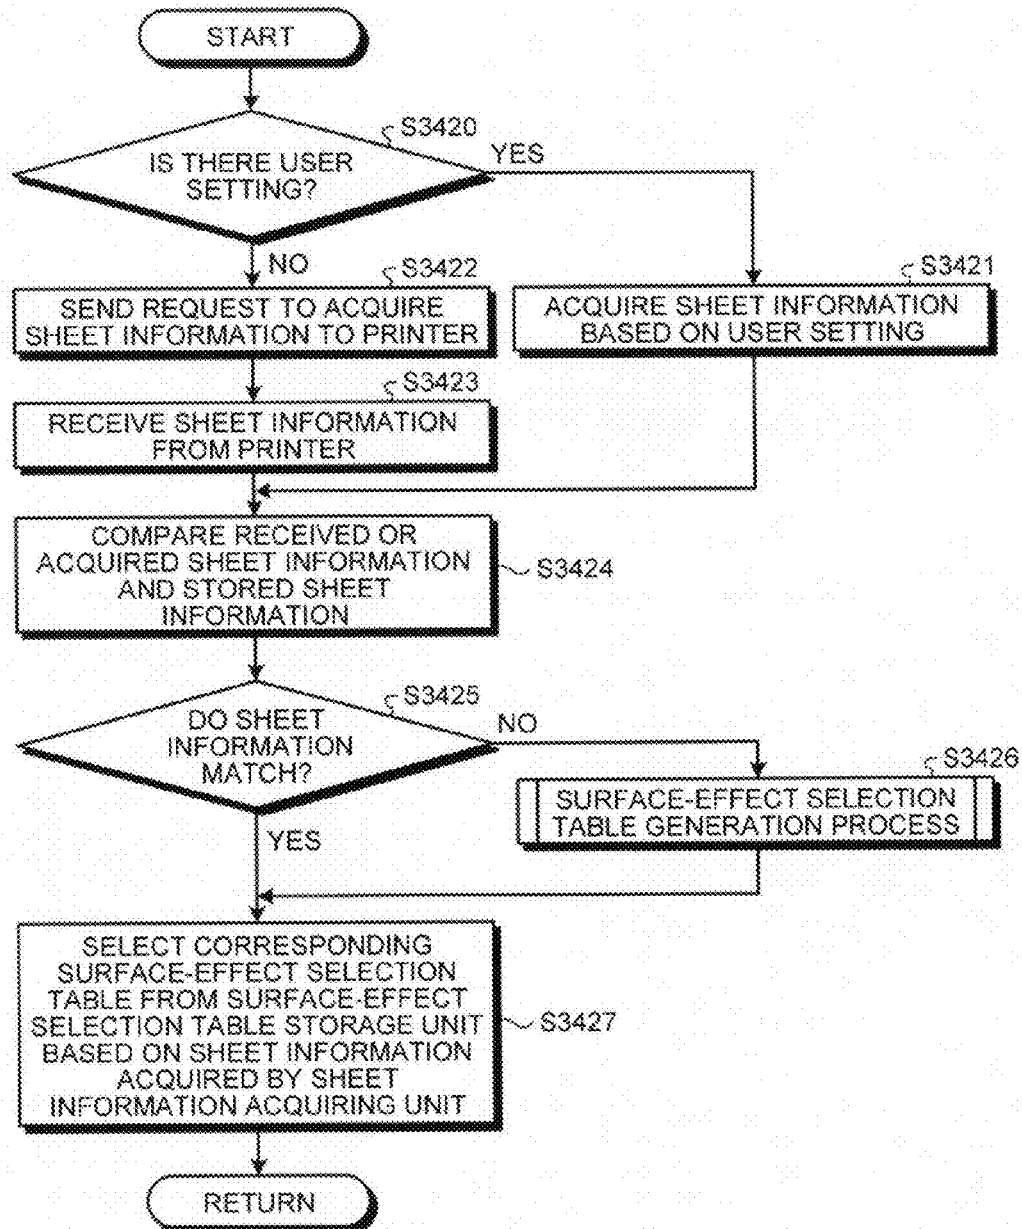 START
S3420
IS THERE USER
SETTING?
YES
NO
S3422
SEND REQUEST TO ACQUIRE
SHEET INFORMATION TO PRINTER
S3421
ACQUIRE SHEET INFORMATION
BASED ON USER SETTING
S3423
RECEIVE SHEET INFORMATION
FROM PRINTER
COMPARE RECEIVED OR
ACQUIRED SHEET INFORMATION
AND STORED SHEET
INFORMATION
S3424
S3425
DO SHEET
INFORMATION
MATCH?
NO
YES
S3426
SURFACE-EFFECT SELECTION
TABLE GENERATION PROCESS
SELECT CORRESPONDING
SURFACE-EFFECT SELECTION
TABLE FROM SURFACE-EFFECT
SELECTION TABLE STORAGE UNIT
BASED ON SHEET INFORMATION
ACQUIRED BY SHEET
INFORMATION ACQUIRING UNIT
S3427
RETURN